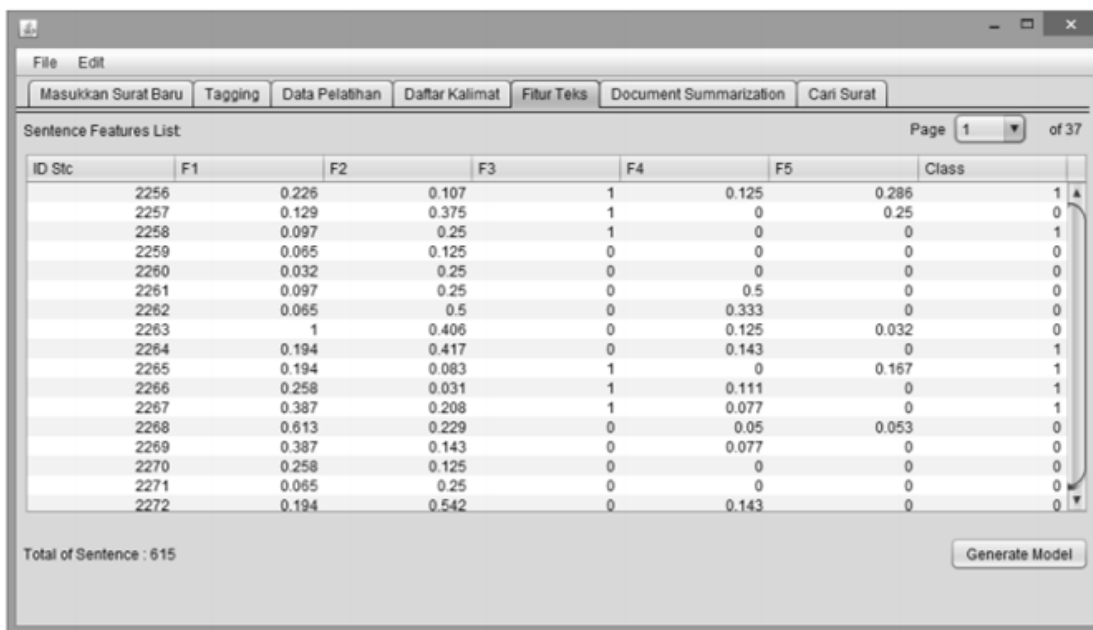 File Edit
Masukkan Surat Baru Tagging Data Pelatihan Daftar Kalimat Fitur Teks Document Summarization Cari Surat
Sentence Features List: Page 1 of 37
ID Stc F1 F2 F3 F4 F5 Class
2256 0.226 0.107 1 0.125 0.286 1
2257 0.129 0.375 1 0 0.25 0
2258 0.097 0.25 1 0 0 1
2259 0.065 0.125 0 0 0 0
2260 0.032 0.25 0 0 0 0
2261 0.097 0.25 0 0.5 0 0
2262 0.065 0.5 0 0.333 0 0
2263 1 0.406 0 0.125 0.032 0
2264 0.194 0.417 0 0.143 0 1
2265 0.194 0.083 1 0 0.167 1
2266 0.258 0.031 1 0.111 0 1
2267 0.387 0.208 1 0.077 0 1
2268 0.613 0.229 0 0.05 0.053 0
2269 0.387 0.143 0 0.077 0 0
2270 0.258 0.125 0 0 0 0
2271 0.065 0.25 0 0 0 0
2272 0.194 0.542 0 0.143 0 0
Total of Sentence : 615 Generate Model